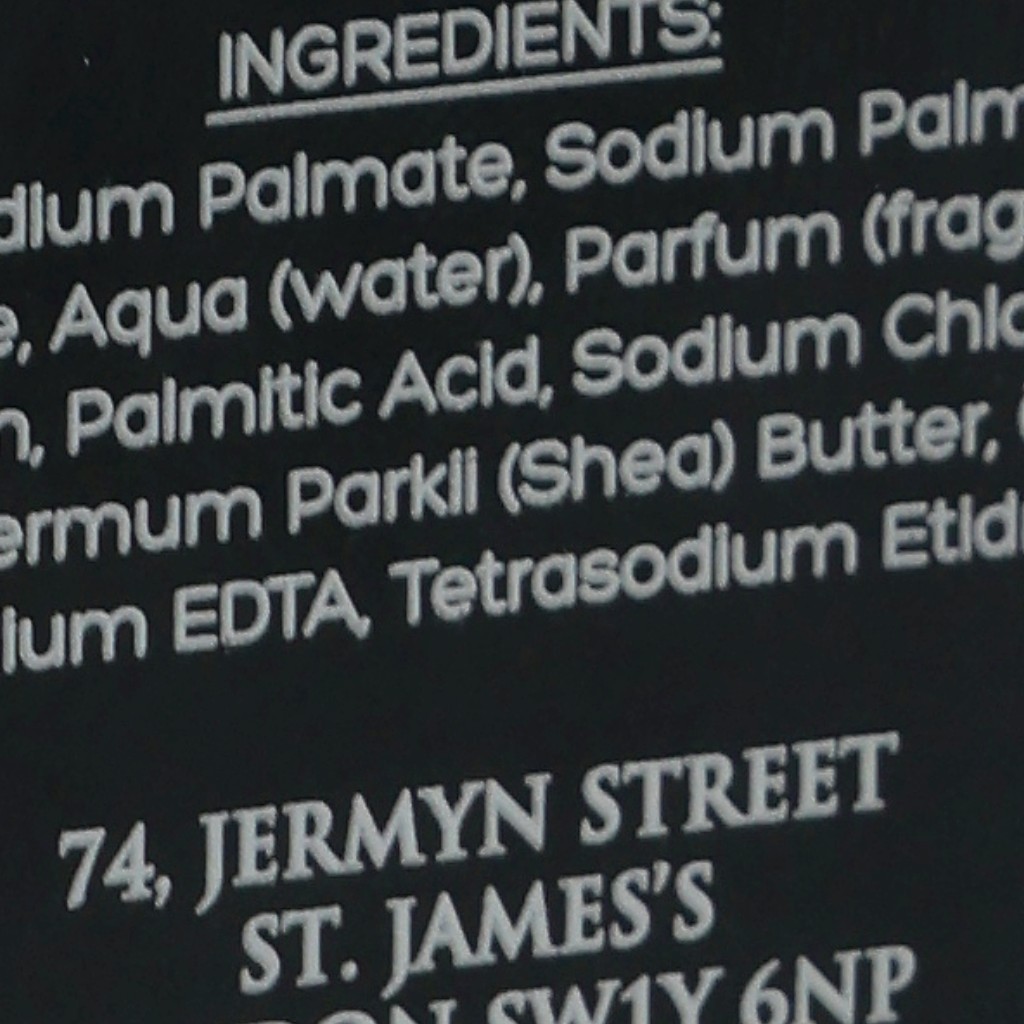 INGREDIENTS:
dium Palmate, Sodium Palm
e, Aqua (water), Parfum (frag
n, Palmitic Acid, Sodium Chlo
ermum Parkii (Shea) Butter,
ium EDTA, Tetrasodium Etid
74, JERMYN STREET
ST. JAMES'S
ON SW1Y 6NP